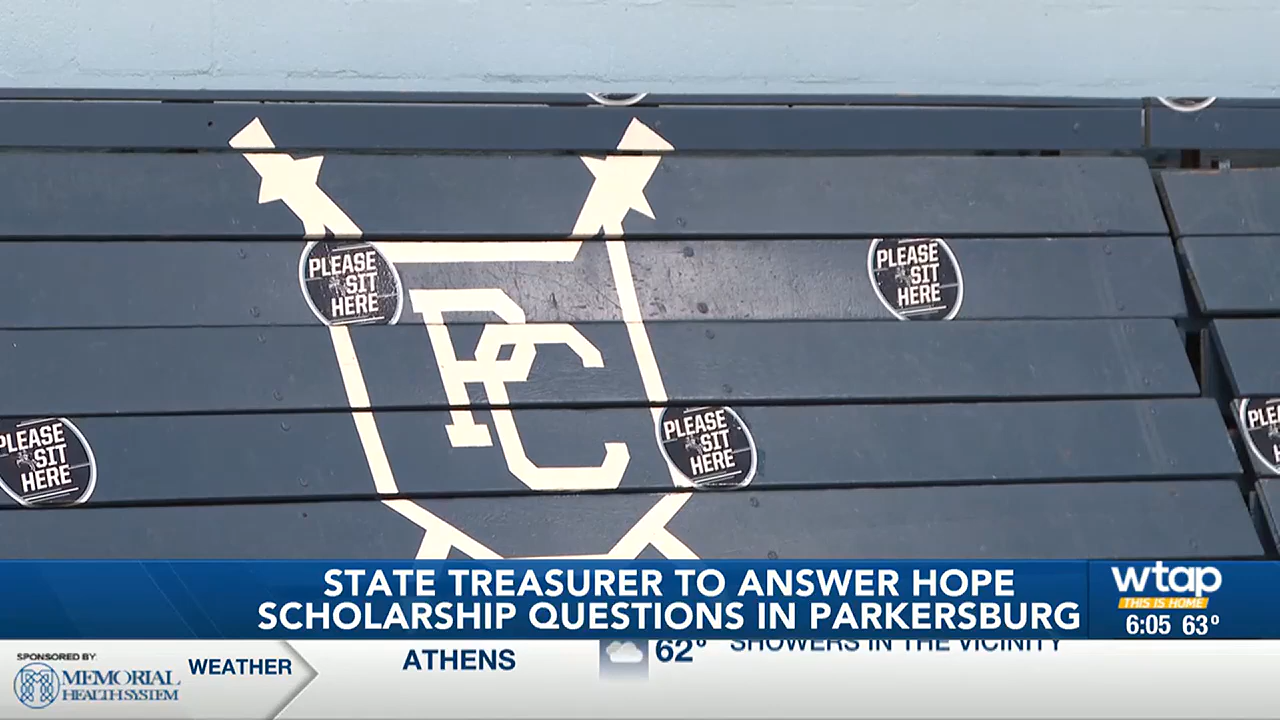 PLEASE
SIT
HERE
PLEASE
SIT
HERE
PC
PLEASE
SIT
HERE
PLEASE
SIT
HERE
STATE TREASURER TO ANSWER HOPE
SCHOLARSHIP QUESTIONS IN PARKERSBURG
wtap
THIS IS HOME
6:05 63°
SPONSORED BY:
MEMORIAL
HEALTH SYSTEM
WEATHER
ATHENS
62°
SHOWERS IN THE VICINITY